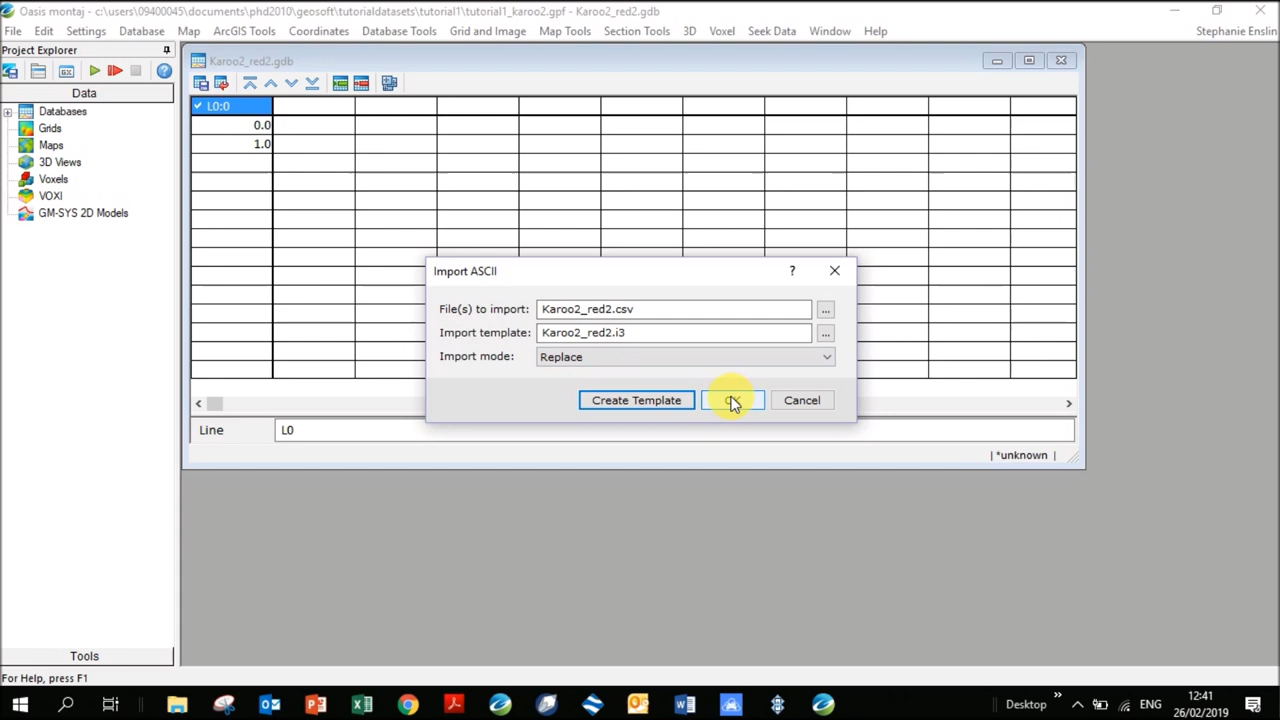 Oasis montaj - c:\users\09400045\documents\phd2010\geosoft\tutorialdatasets\tutorial1\tutorial1_karoo2.gpf - Karoo2_red2.gdb
File Edit Settings Database Map ArcGIS Tools Coordinates Database Tools Grid and Image Map Tools Section Tools 3D Voxel Seek Data Window Help Stephanie Enslin
Project Explorer
Data
Databases
Grids
Maps
3D Views
Voxels
VOXI
GM-SYS 2D Models
Tools
Karoo2_red2.gdb
L0:0
0.0
1.0
Import ASCII
File(s) to import: Karoo2_red2.csv ...
Import template: Karoo2_red2.i3 ...
Import mode: Replace
Create Template Cancel
Line L0
|*unknown |
For Help, press F1
Desktop ENG 12:41
26/02/2019